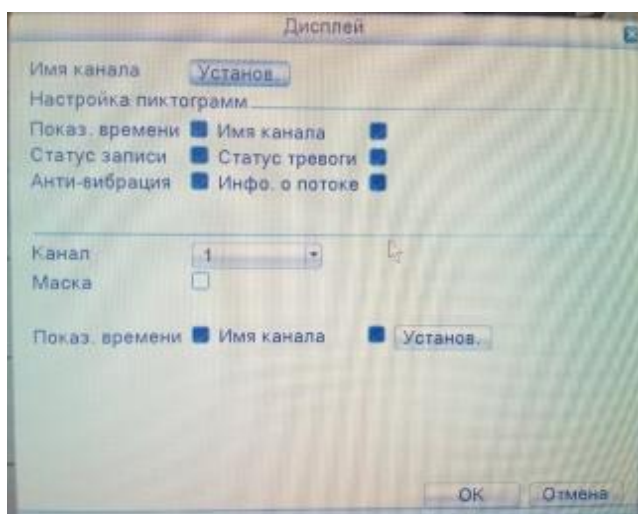 Дисплей
Имя канала Установ.
Настройка пиктограмм
Показ. времени Имя канала
Статус записи Статус тревоги
Анти-вибрация Инфо. о потоке
Канал 1
Маска
Показ. времени Имя канала Установ.
OK Отмена